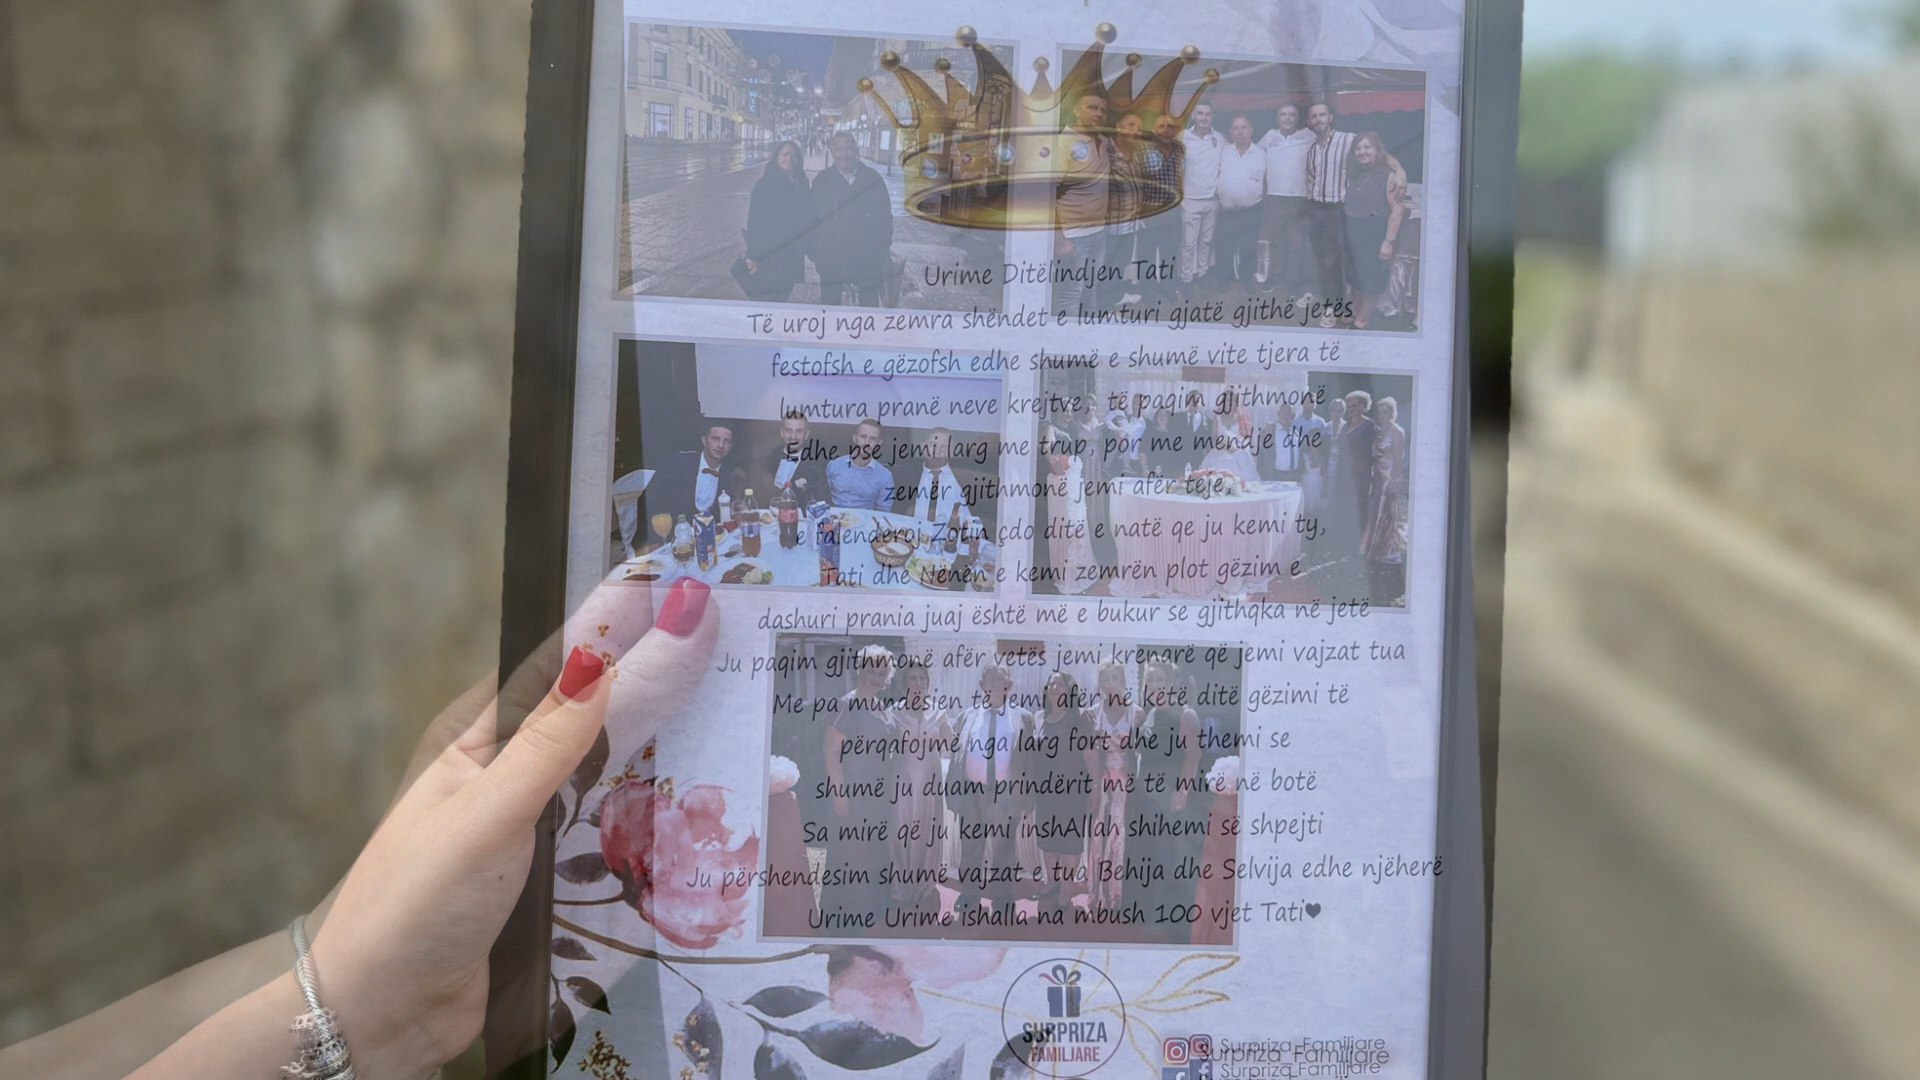 Urime Ditëlindjen Tati
Të uroj nga zemra shëndet e lumturi gjatë gjithë jetës
festofsh e gëzofsh edhe shumë e shumë vite tjera të
lumtura pranë neve krejtve, të paqim gjithmonë
Edhe pse jemi larg me trup, por me mendje dhe
zemër gjithmonë jemi afër teje,
e falenderoj Zotin çdo ditë e natë qe ju kemi ty,
Tati dhe Nënën e kemi zemrën plot gëzim e
dashuri prania juaj është më e bukur se gjithqka në jetë
Ju paqim gjithmonë afër vetës jemi krenarë që jemi vajzat tua
Me pa mundësien të jemi afër në këtë ditë gëzimi të
përqafojmë nga larg fort dhe ju themi se
shumë ju duam prindërit më të mirë në botë
Sa mirë që ju kemi inshAllah shihemi së shpejti
Ju përshendesim shumë vajzat e tua Behija dhe Selvija edhe njëherë
Urime Urime ishalla na mbush 100 vjet Tati♥
SURPRIZA
FAMILJARE
Surpriza_Familjare
Surpriza_Familjare
Surpriza Familjare